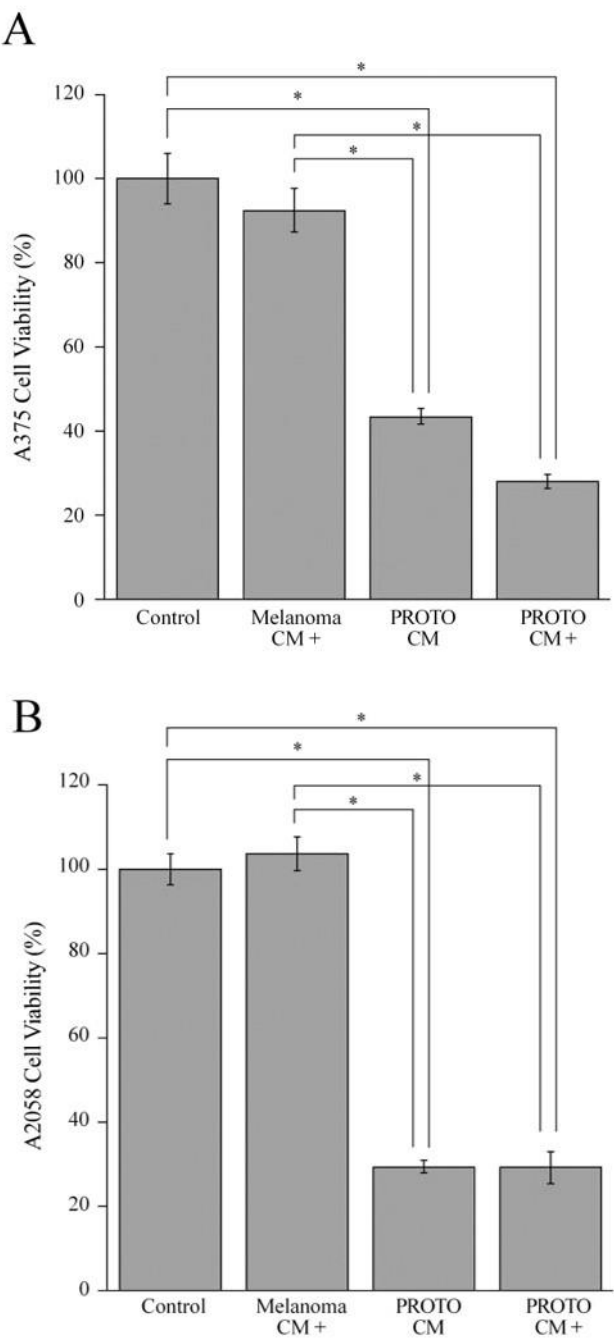 A
*
*
*
*
120
100
80
60
40
20
0
A375 Cell Viability (%)
Control
Melanoma
CM +
PROTO
CM
PROTO
CM +
B
*
*
*
*
120
100
80
60
40
20
0
A2058 Cell Viability (%)
Control
Melanoma
CM +
PROTO
CM
PROTO
CM +